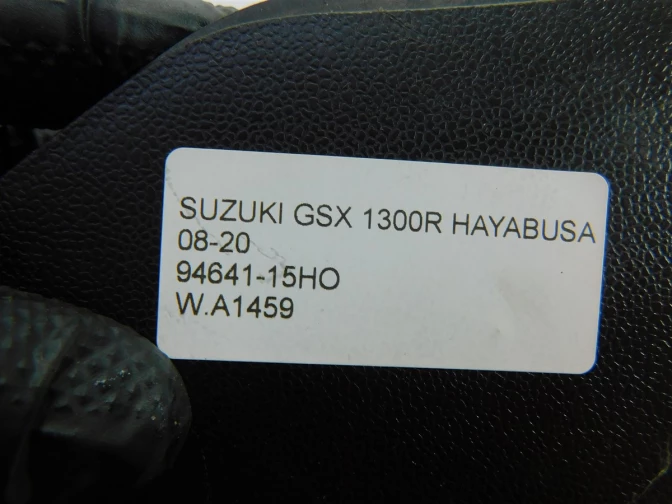 SUZUKI GSX 1300R HAYABUSA
08-20
94641-15HO
W.A1459